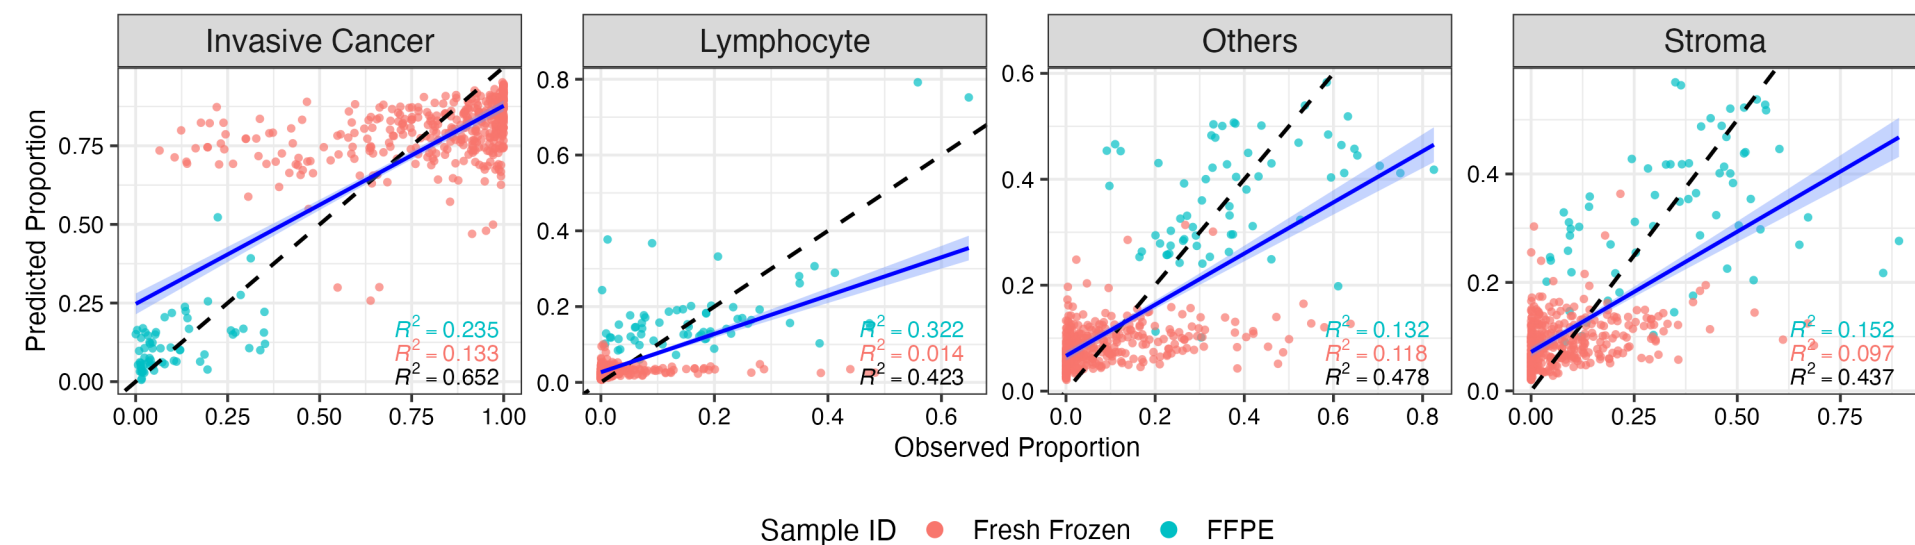 Invasive Cancer
Lymphocyte
Others
Stroma
Predicted Proportion
0.75
0.50
0.25
0.00
R² = 0.235
R² = 0.133
R² = 0.652
0.00 0.25 0.50 0.75 1.00
0.8
0.6
0.4
0.2
0.0
R² = 0.322
R² = 0.014
R² = 0.423
0.0 0.2 0.4 0.6
0.6
0.4
0.2
0.0
R² = 0.132
R² = 0.118
R² = 0.478
0.0 0.2 0.4 0.6 0.8
0.4
0.2
0.0
R² = 0.152
R² = 0.097
R² = 0.437
0.00 0.25 0.50 0.75
Observed Proportion
Sample ID Fresh Frozen FFPE